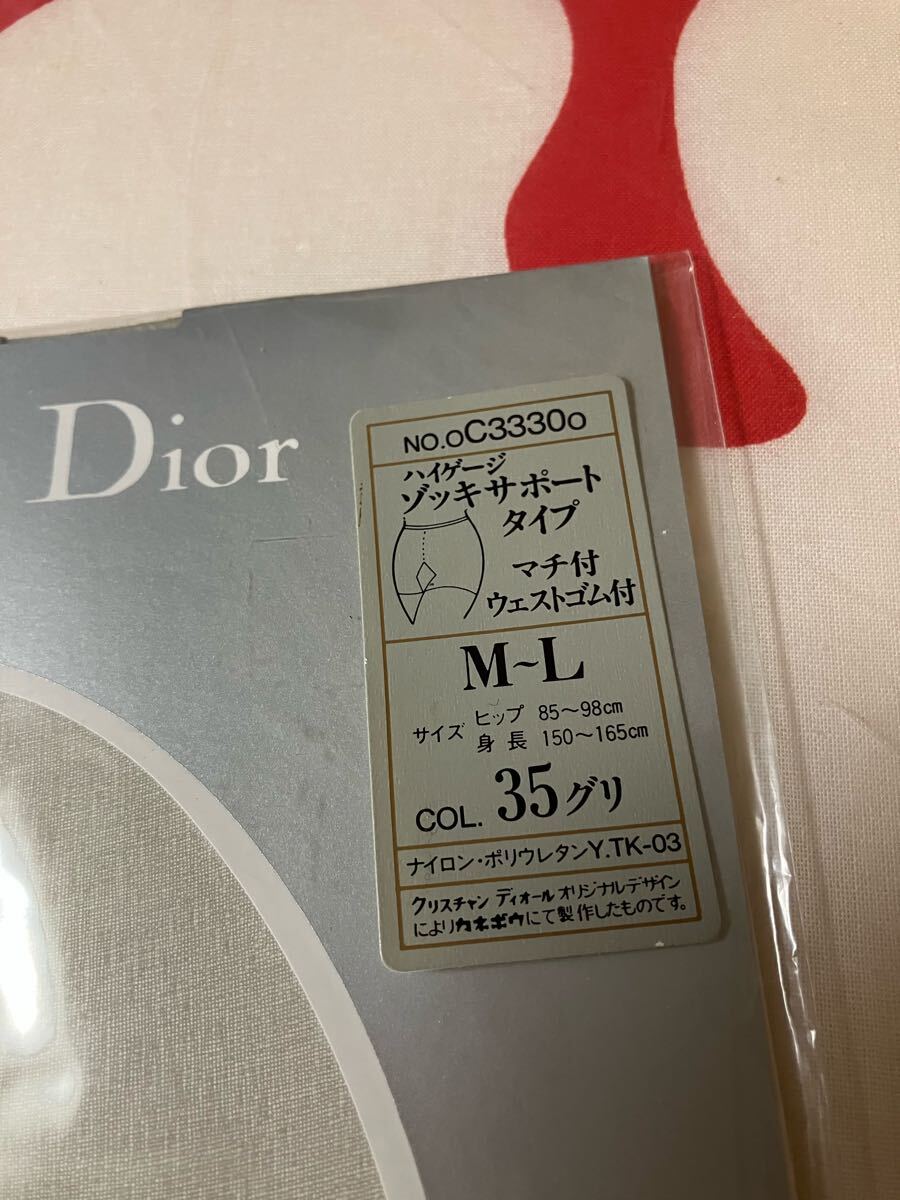 Dior
NO.OC3330O
ハイゲージ
ゾッキサポート
タイプ
マチ付
ウェストゴム付
M~L
サイズ ヒップ 85～98cm
身長 150～165cm
COL. 35グリ
ナイロン・ポリウレタンY.TK-03
クリスチャン ディオール オリジナルデザイン
によりカネボウにて製作したものです。